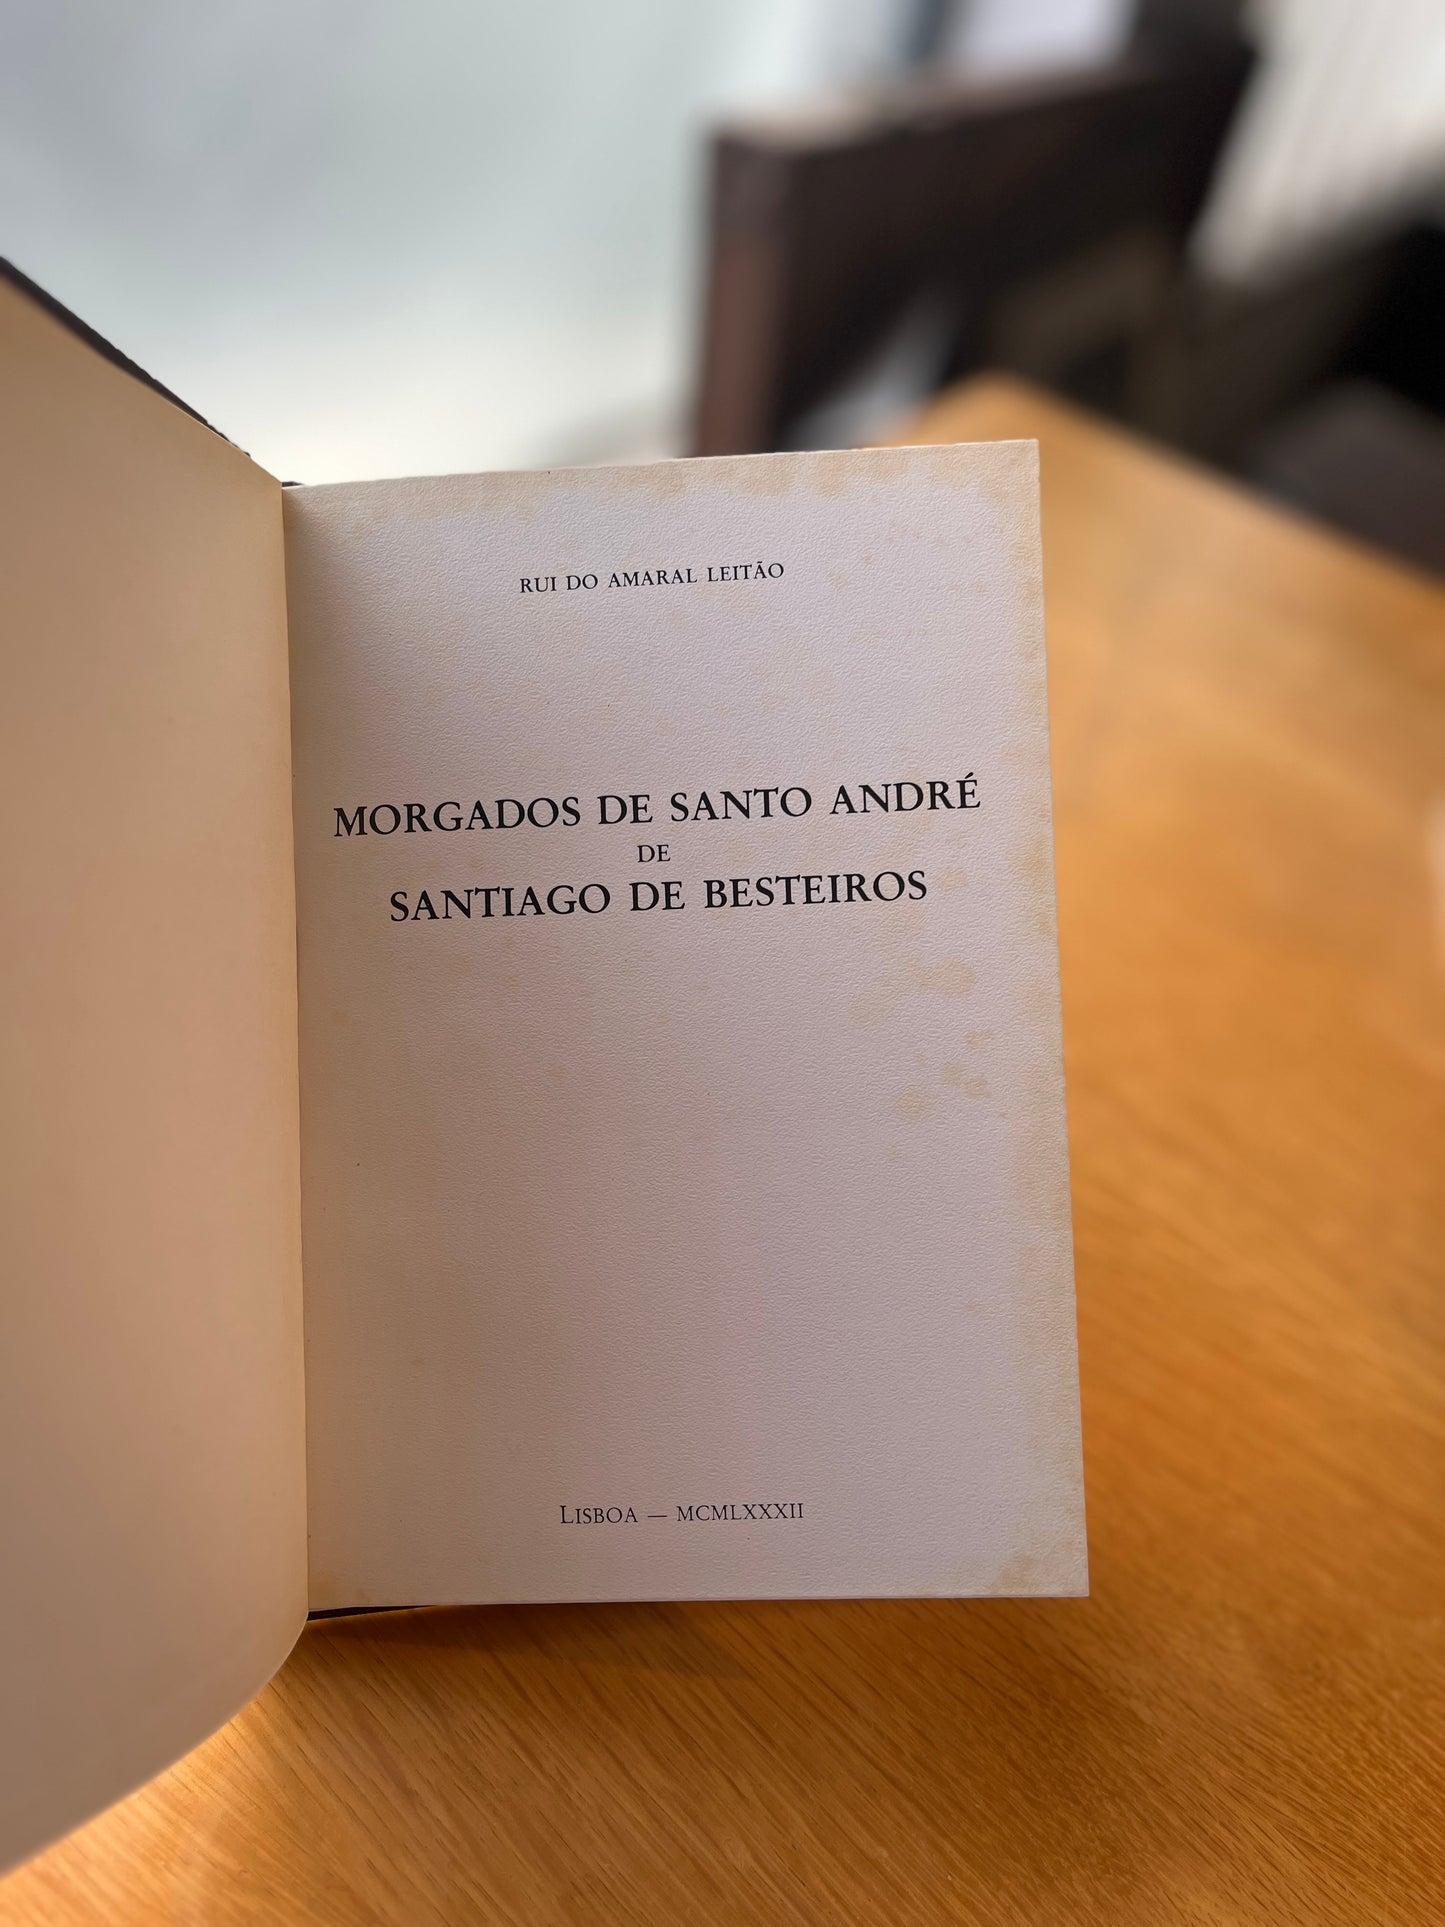 RUI DO AMARAL LEITÃO
MORGADOS DE SANTO ANDRÉ
DE
SANTIAGO DE BESTEIROS
LISBOA — MCMLXXXII